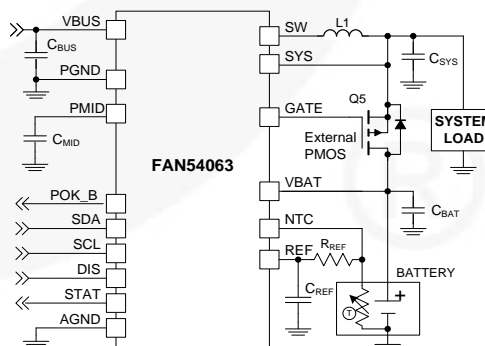 VBUS
CBUS
PGND
PMID
CMID
FAN54063
POK_B
SDA
SCL
DIS
STAT
AGND
SW
L1
SYS
CSYS
GATE
Q5
External
PMOS
SYSTEM
LOAD
VBAT
CBAT
NTC
REF
RREF
CREF
BATTERY
T
+